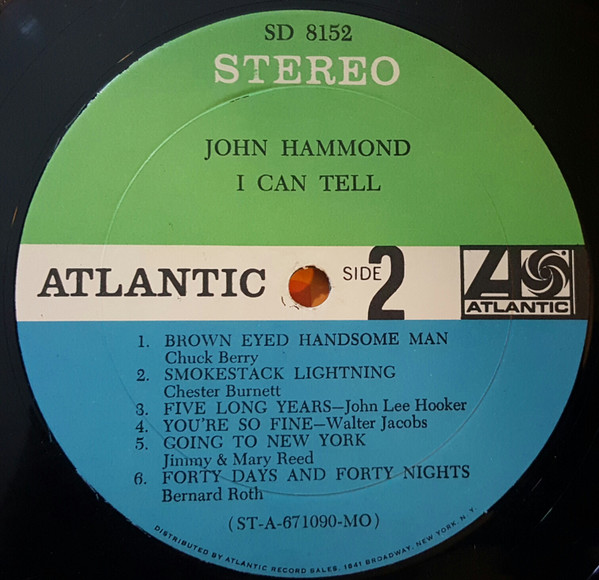 SD 8152
STEREO
JOHN HAMMOND
I CAN TELL
ATLANTIC SIDE 2 ATLANTIC
1. BROWN EYED HANDSOME MAN
Chuck Berry
2. SMOKESTACK LIGHTNING
Chester Burnett
3. FIVE LONG YEARS—John Lee Hooker
4. YOU'RE SO FINE—Walter Jacobs
5. GOING TO NEW YORK
Jimmy & Mary Reed
6. FORTY DAYS AND FORTY NIGHTS
Bernard Roth
(ST-A-671090-MO)
DISTRIBUTED BY ATLANTIC RECORD SALES, 1841 BROADWAY, NEW YORK, N.Y.